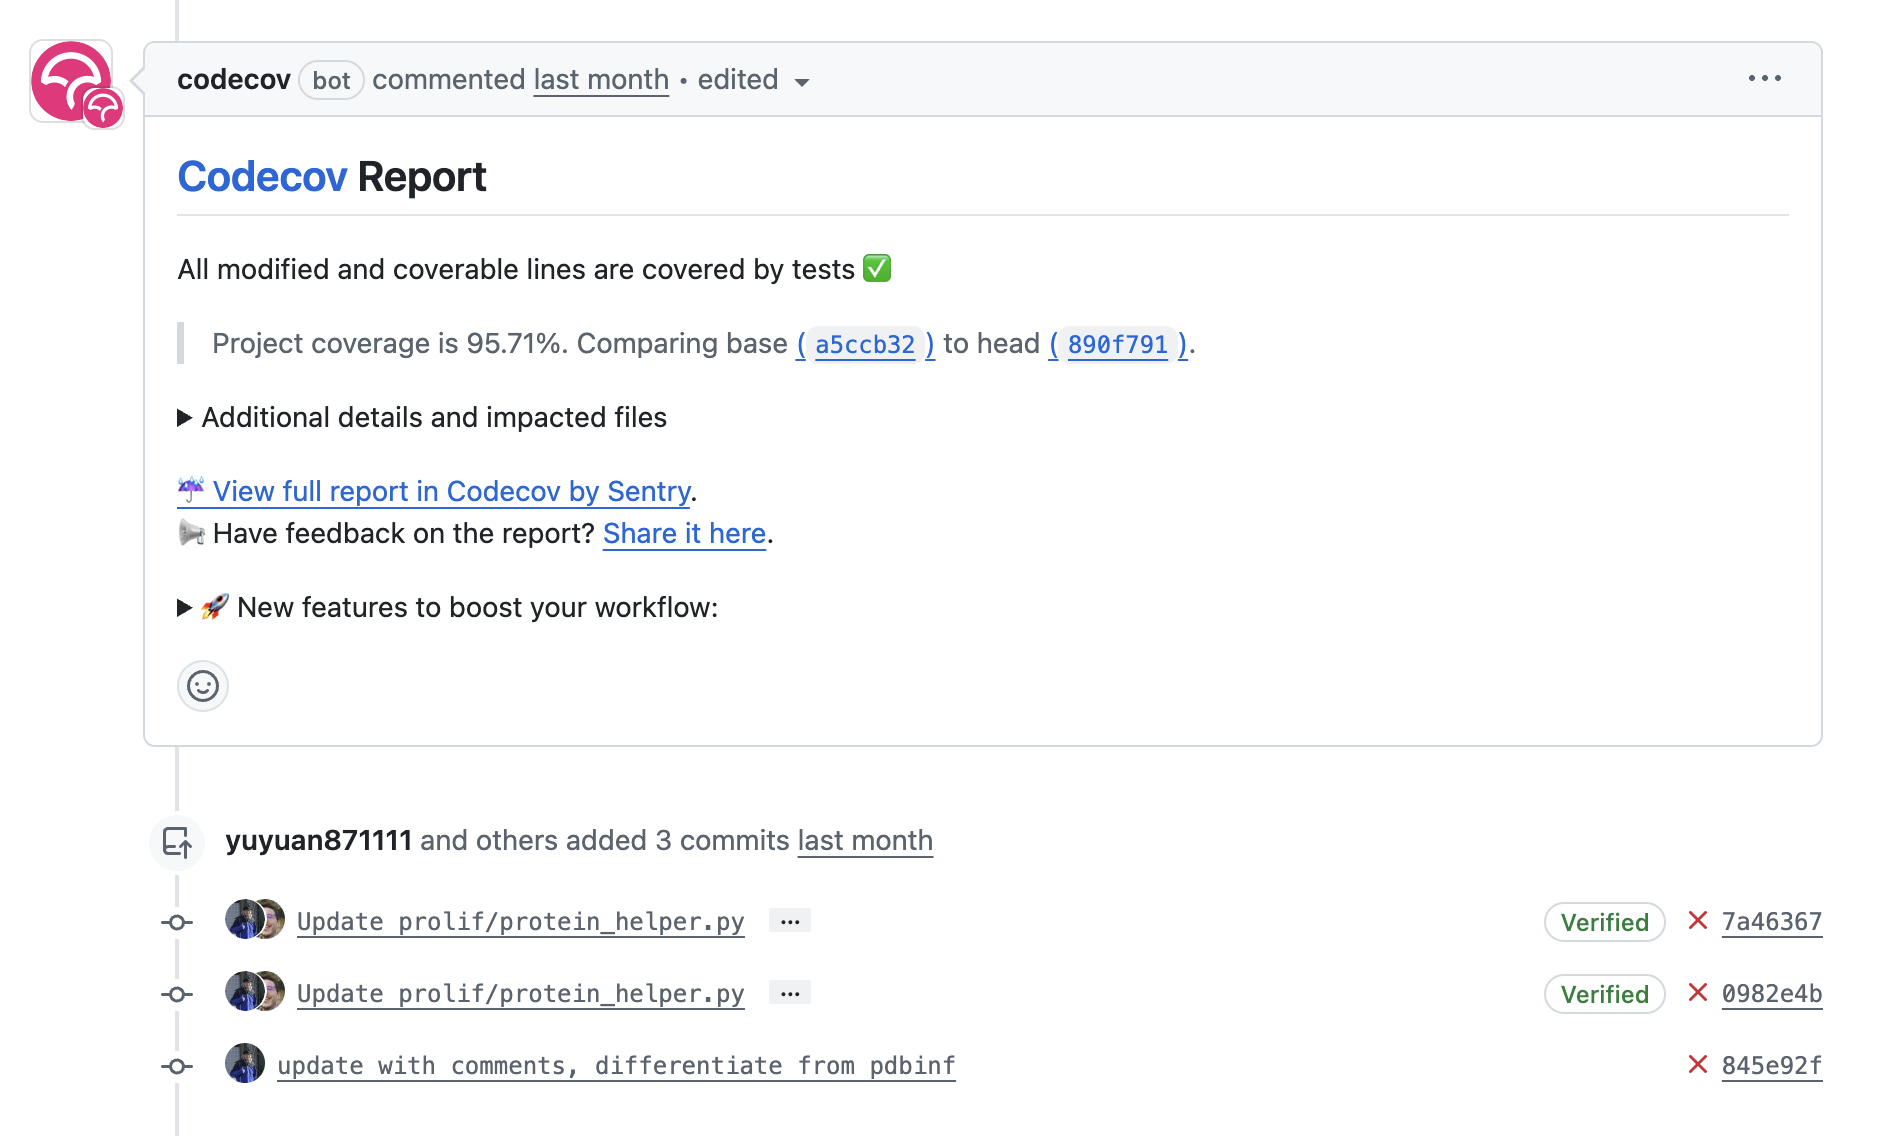 codecov bot commented last month • edited
Codecov Report
All modified and coverable lines are covered by tests ✅
Project coverage is 95.71%. Comparing base (a5ccb32) to head (890f791).
Additional details and impacted files
☔ View full report in Codecov by Sentry.
📢 Have feedback on the report? Share it here.
🚀 New features to boost your workflow:
yuyuan871111 and others added 3 commits last month
Update prolif/protein_helper.py ... Verified 7a46367
Update prolif/protein_helper.py ... Verified 0982e4b
update with comments, differentiate from pdbinf 845e92f